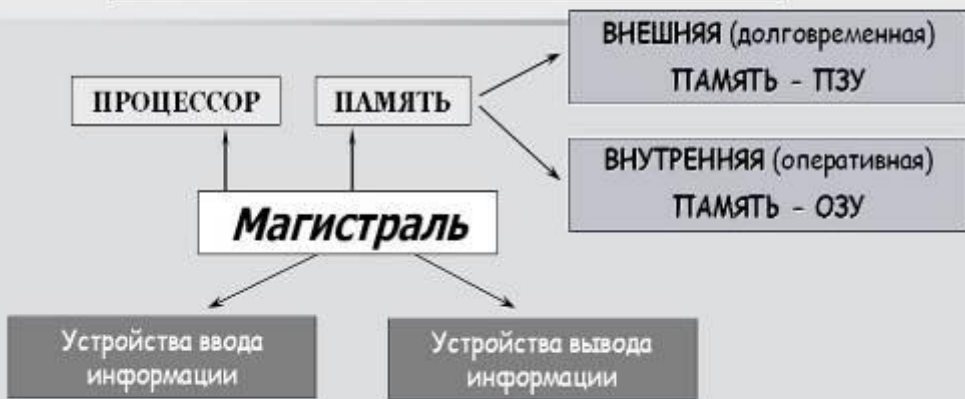 ВНЕШНЯЯ (долговременная)
ПАМЯТЬ - ПЗУ
ПРОЦЕССОР
ПАМЯТЬ
ВНУТРЕННЯЯ (оперативная)
ПАМЯТЬ - ОЗУ
Магистраль
Устройства ввода
информации
Устройства вывода
информации